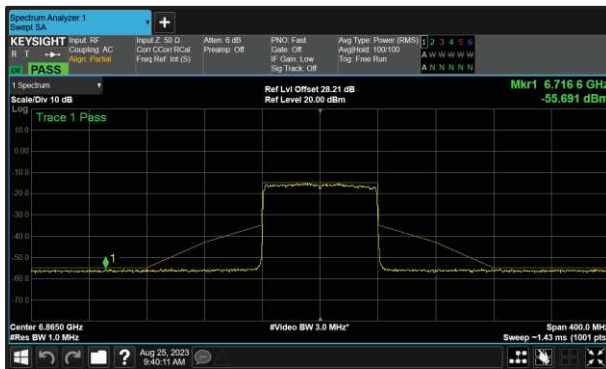 Spectrum Analyzer 1
Swept SA
+
KEYSIGHT
R T
PASS
Input: RF
Coupling: AC
Align: Partial
Input Z: 50 Ω
Corr CCorr RCal
Freq Ref: Int (S)
Atten: 6 dB
Preamp: Off
PNO: Fast
Gate: Off
IF Gain: Low
Sig Track: Off
Avg Type: Power (RMS)
Avg|Hold: 100/100
Trig: Free Run
1 2 3 4 5 6
A W W W W W
A N N N N N
1 Spectrum
Scale/Div 10 dB
Ref Lvl Offset 28.21 dB
Ref Level 20.00 dBm
Mkr1 6.716 6 GHz
-55.691 dBm
Log
Trace 1 Pass
10.0
0.00
-10.0
-20.0
-30.0
-40.0
-50.0
-60.0
-70.0
1
Center 6.8650 GHz
#Res BW 1.0 MHz
#Video BW 3.0 MHz*
Span 400.0 MHz
Sweep ~1.43 ms (1001 pts)
?
Aug 25, 2023
9:40:11 AM